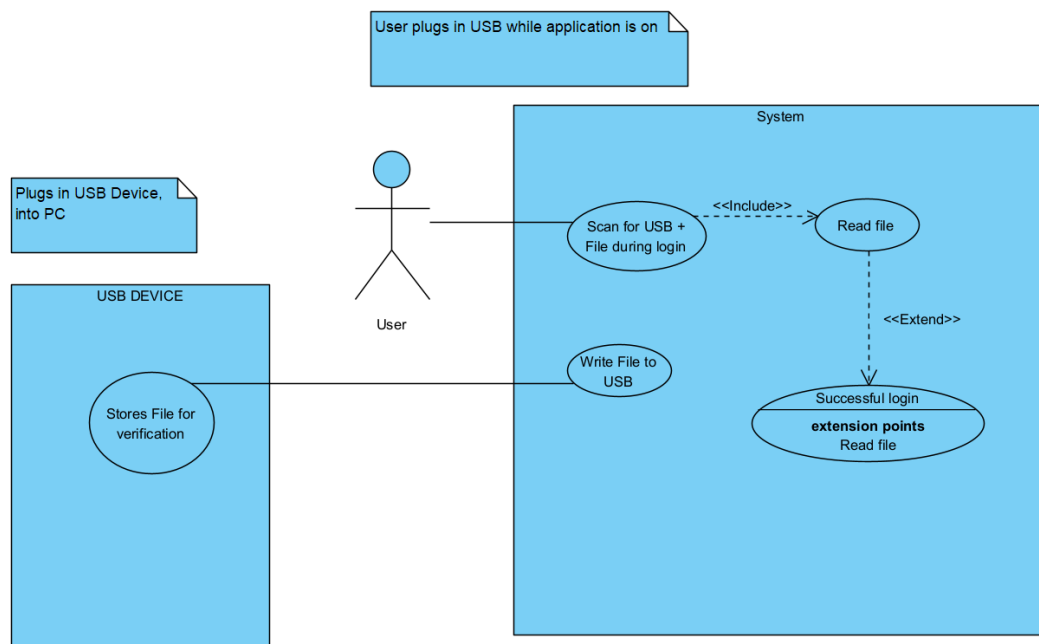 User plugs in USB while application is on
System
Plugs in USB Device,
into PC
<<Include>>
Scan for USB +
File during login
Read file
USB DEVICE
User
<<Extend>>
Write File to
USB
Stores File for
verification
Successful login
extension points
Read file